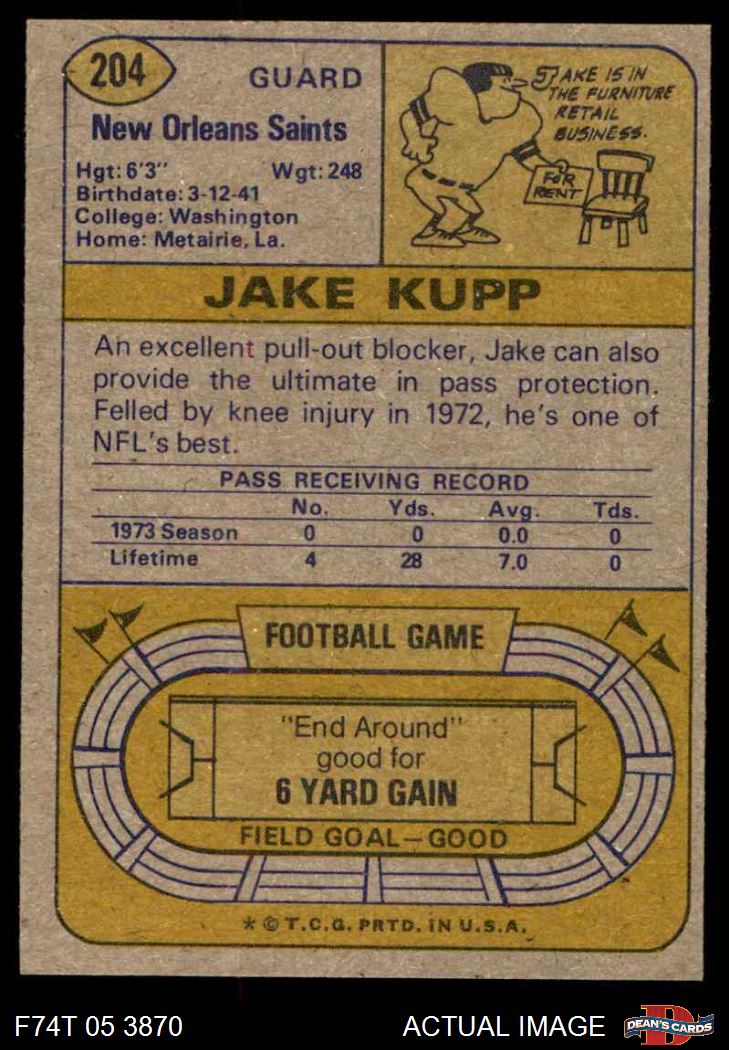 204
GUARD
New Orleans Saints
Hgt: 6'3" Wgt: 248
Birthdate: 3-12-41
College: Washington
Home: Metairie, La.
JAKE IS IN
THE FURNITURE
RETAIL
BUSINESS.
FOR
RENT
JAKE KUPP
An excellent pull-out blocker, Jake can also
provide the ultimate in pass protection.
Felled by knee injury in 1972, he's one of
NFL's best.
PASS RECEIVING RECORD
No. Yds. Avg. Tds.
1973 Season 0 0 0.0 0
Lifetime 4 28 7.0 0
FOOTBALL GAME
"End Around"
good for
6 YARD GAIN
FIELD GOAL—GOOD
* © T.C.G. PRTD. IN U.S.A.
F74T 05 3870 ACTUAL IMAGE
D
DEAN'S CARDS